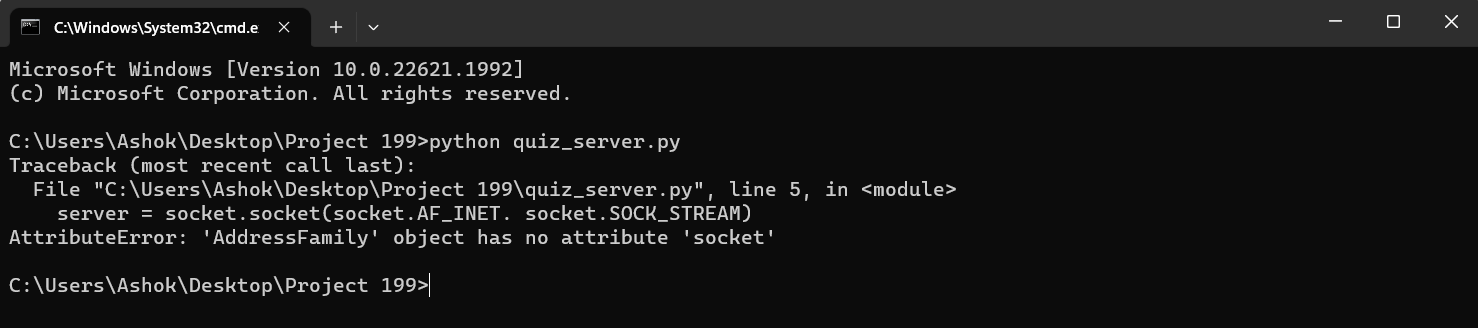 C:\Windows\System32\cmd.e
Microsoft Windows [Version 10.0.22621.1992]
(c) Microsoft Corporation. All rights reserved.
C:\Users\Ashok\Desktop\Project 199>python quiz_server.py
Traceback (most recent call last):
  File "C:\Users\Ashok\Desktop\Project 199\quiz_server.py", line 5, in <module>
    server = socket.socket(socket.AF_INET. socket.SOCK_STREAM)
AttributeError: 'AddressFamily' object has no attribute 'socket'
C:\Users\Ashok\Desktop\Project 199>